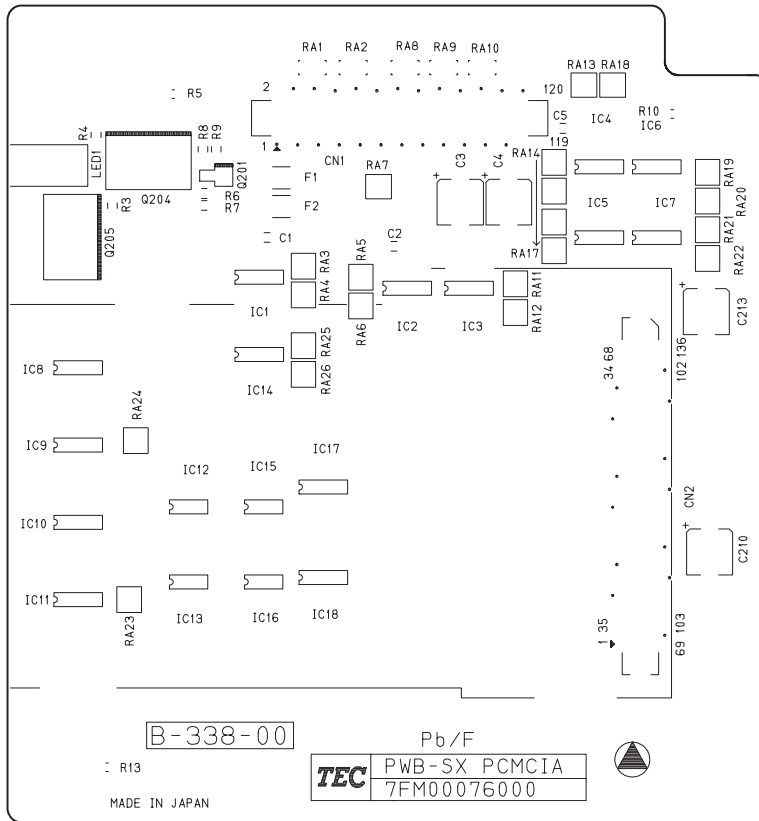 RA1 RA2 RA8 RA9 RA10
RA13 RA18
2 120
R5 C5 IC4 R10
IC6
R4 R8 R9 1 119
LED1 CN1 RA14
Q201 F1 RA7 C3 + C4 + RA19
R6
R3 Q204 R7 F2 IC5 IC7 RA20
Q205 C1 C2 RA21
RA3 RA5 RA17 RA22
RA4 RA11
IC1 RA6 IC2 IC3 RA12 + C213
RA25 34 68 102 136
IC8 IC14 RA26
RA24
IC9 IC12 IC15 IC17
CN2
IC10 + C210
IC11 IC13 IC16 IC18 1 35
RA23 69 103
B-338-00 Pb/F
R13 TEC PWB-SX PCMCIA
7FM00076000
MADE IN JAPAN